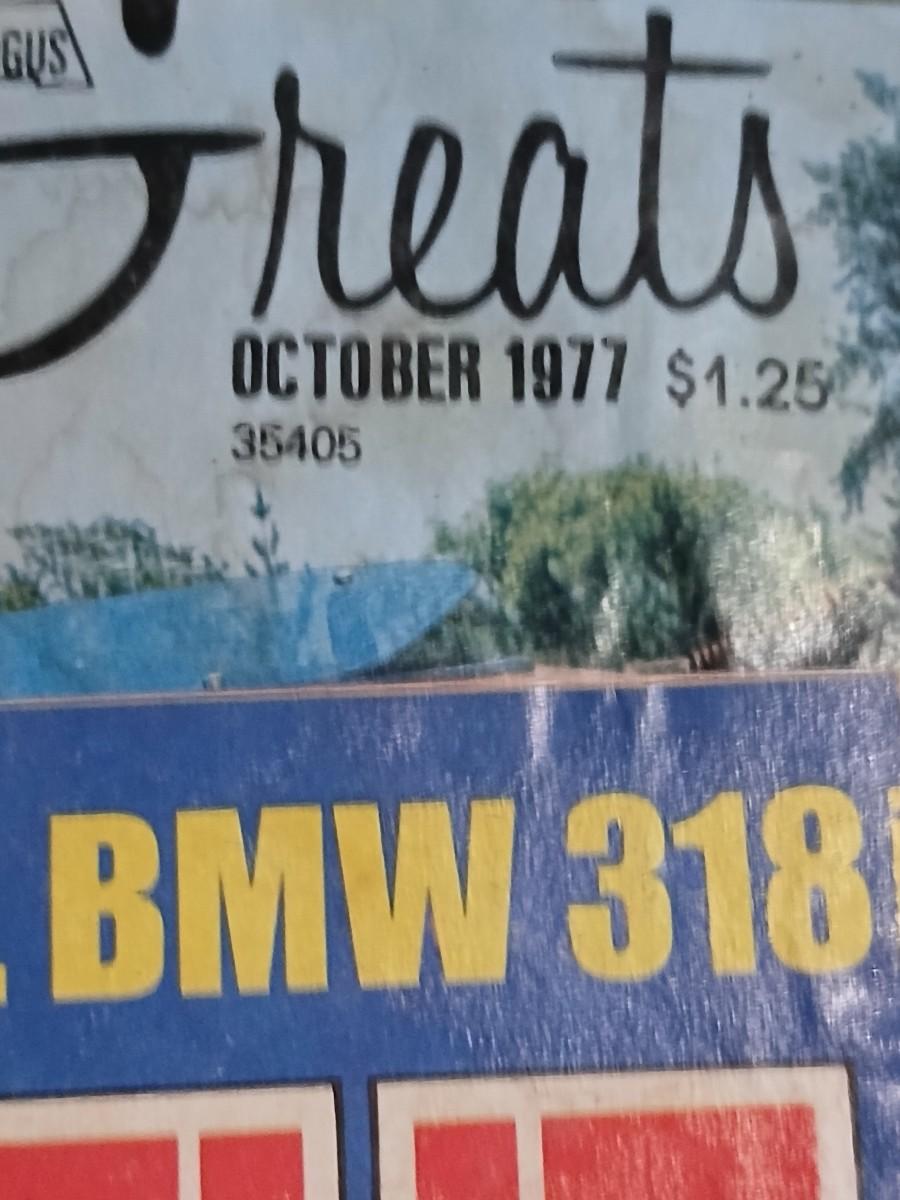 GUS
Greats
OCTOBER 1977 $1.25
35405
. BMW 318